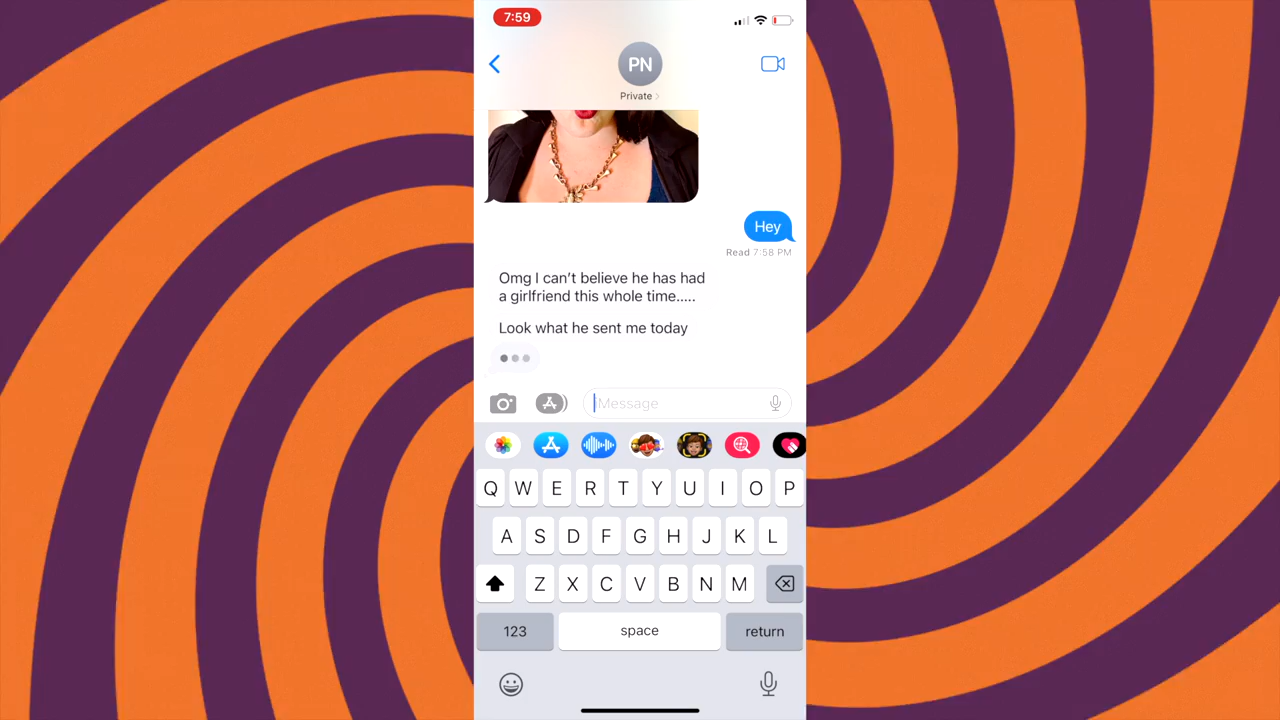 7:59
PN
Private
Hey
Read 7:58 PM
Omg I can’t believe he has had
a girlfriend this whole time.....
Look what he sent me today
Message
Q W E R T Y U I O P
A S D F G H J K L
Z X C V B N M
123 space return